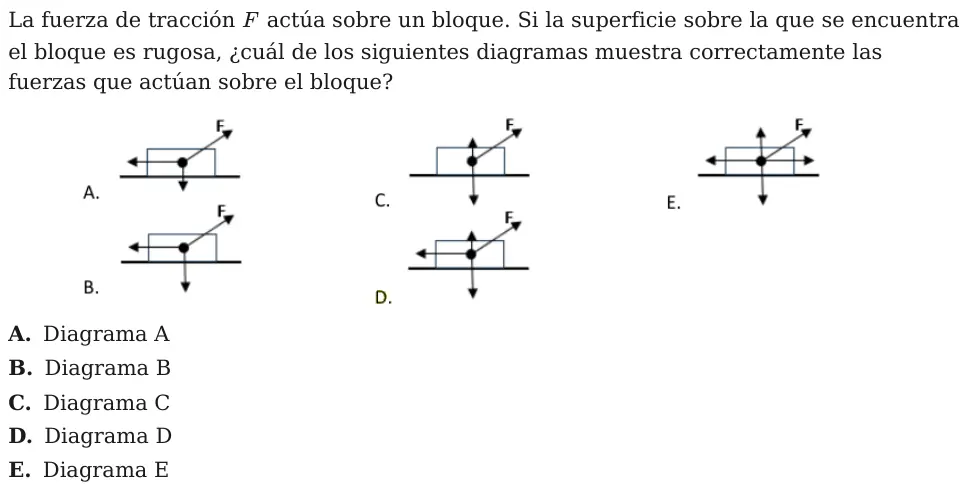 La fuerza de tracción F actúa sobre un bloque. Si la superficie sobre la que se encuentra
el bloque es rugosa, ¿cuál de los siguientes diagramas muestra correctamente las
fuerzas que actúan sobre el bloque?
F
A.
F
B.
F
C.
F
D.
F
E.
A. Diagrama A
B. Diagrama B
C. Diagrama C
D. Diagrama D
E. Diagrama E